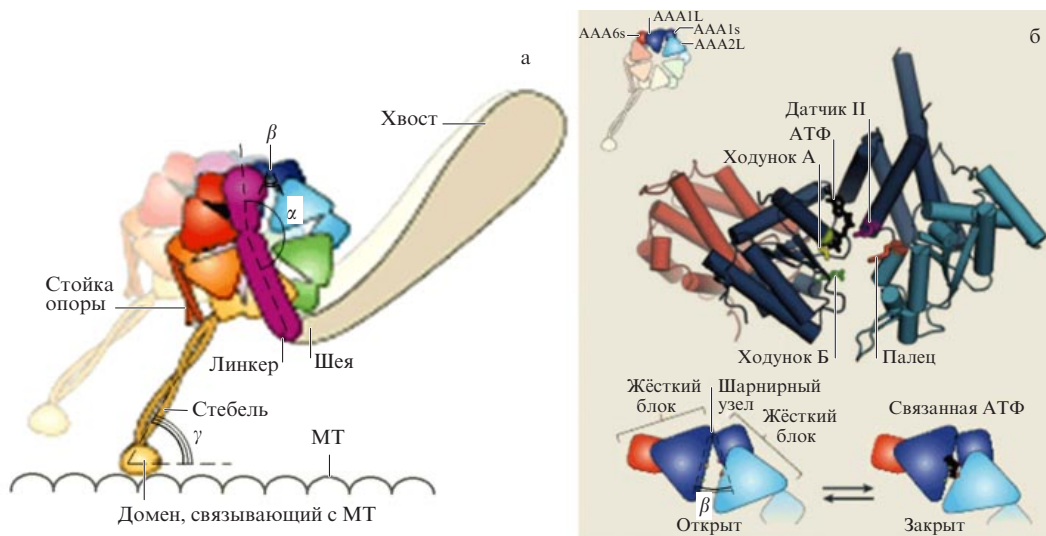 а
Хвост
β
α
Стойка
опоры
Линкер
Шея
Стебель
γ
МТ
Домен, связывающий с МТ
б
AAA1L
AAA6s
AAA1s
AAA2L
Датчик II
АТФ
Ходунок А
Ходунок Б
Палец
Жёсткий
блок
Шарнирный
узел
Жёсткий
блок
Связанная АТФ
β
Открыт
Закрыт